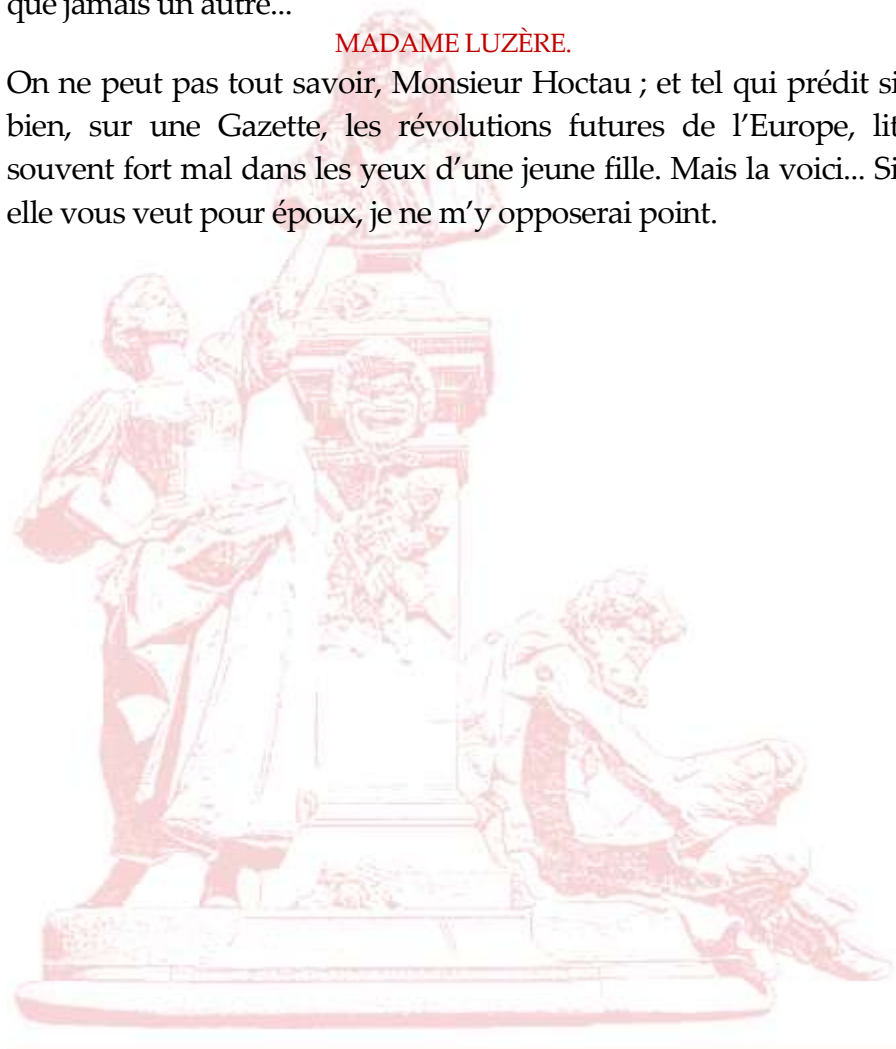 que jamais un autre...
MADAME LUZÈRE.
On ne peut pas tout savoir, Monsieur Hoctau ; et tel qui prédit si
bien, sur une Gazette, les révolutions futures de l’Europe, lit
souvent fort mal dans les yeux d’une jeune fille. Mais la voici... Si
elle vous veut pour époux, je ne m’y opposerai point.